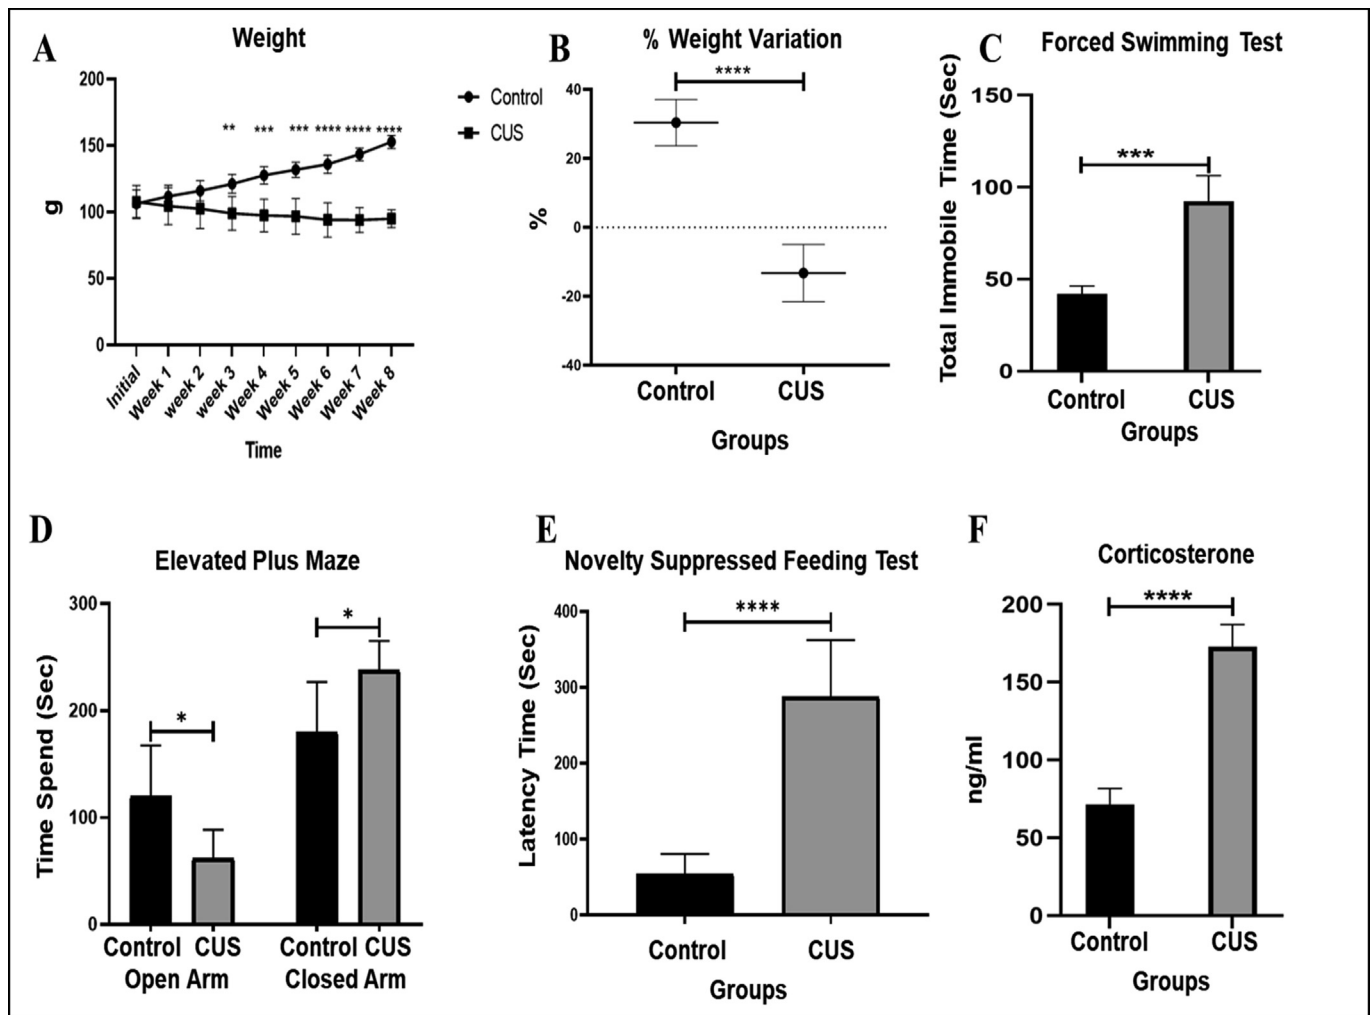 A
Weight
200
150
100
50
0
g
** *** *** **** **** ****
Initial
Week 1
week 2
week 3
Week 4
Week 5
Week 6
Week 7
Week 8
Time
Control
CUS
B
% Weight Variation
****
40
20
0
-20
-40
%
Control CUS
Groups
C
Forced Swimming Test
Total Immobile Time (Sec)
150
100
50
0
***
Control CUS
Groups
D
Elevated Plus Maze
Time Spend (Sec)
300
200
100
0
*
*
Control CUS Control CUS
Open Arm Closed Arm
E
Novelty Suppressed Feeding Test
Latency Time (Sec)
400
300
200
100
0
****
Control CUS
Groups
F
Corticosterone
ng/ml
200
150
100
50
0
****
Control CUS
Groups